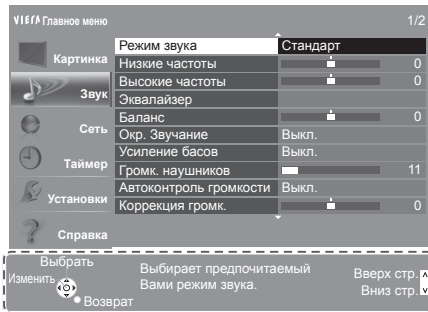 VIErA Главное меню 1/2
Картинка
Звук
Сеть
Таймер
Установки
Справка
Режим звука Стандарт
Низкие частоты 0
Высокие частоты 0
Эквалайзер
Баланс 0
Окр. Звучание Выкл.
Усиление басов Выкл.
Громк. наушников 11
Автоконтроль громкости Выкл.
Коррекция громк. 0
Выбрать
Изменить
Возврат
Выбирает предпочитаемый
Вами режим звука.
Вверх стр.
Вниз стр.